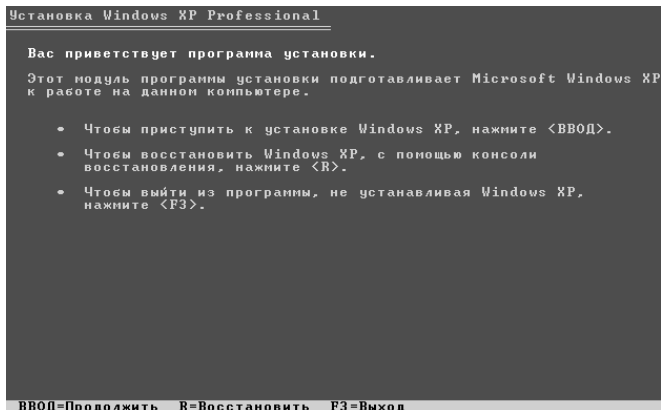 Установка Windows XP Professional
Вас приветствует программа установки.
Этот модуль программы установки подготавливает Microsoft Windows XP
к работе на данном компьютере.
• Чтобы приступить к установке Windows XP, нажмите <ВВОД>.
• Чтобы восстановить Windows XP, с помощью консоли
восстановления, нажмите <R>.
• Чтобы выйти из программы, не устанавливая Windows XP,
нажмите <F3>.
ВВОД=Продолжить R=Восстановить F3=Выход